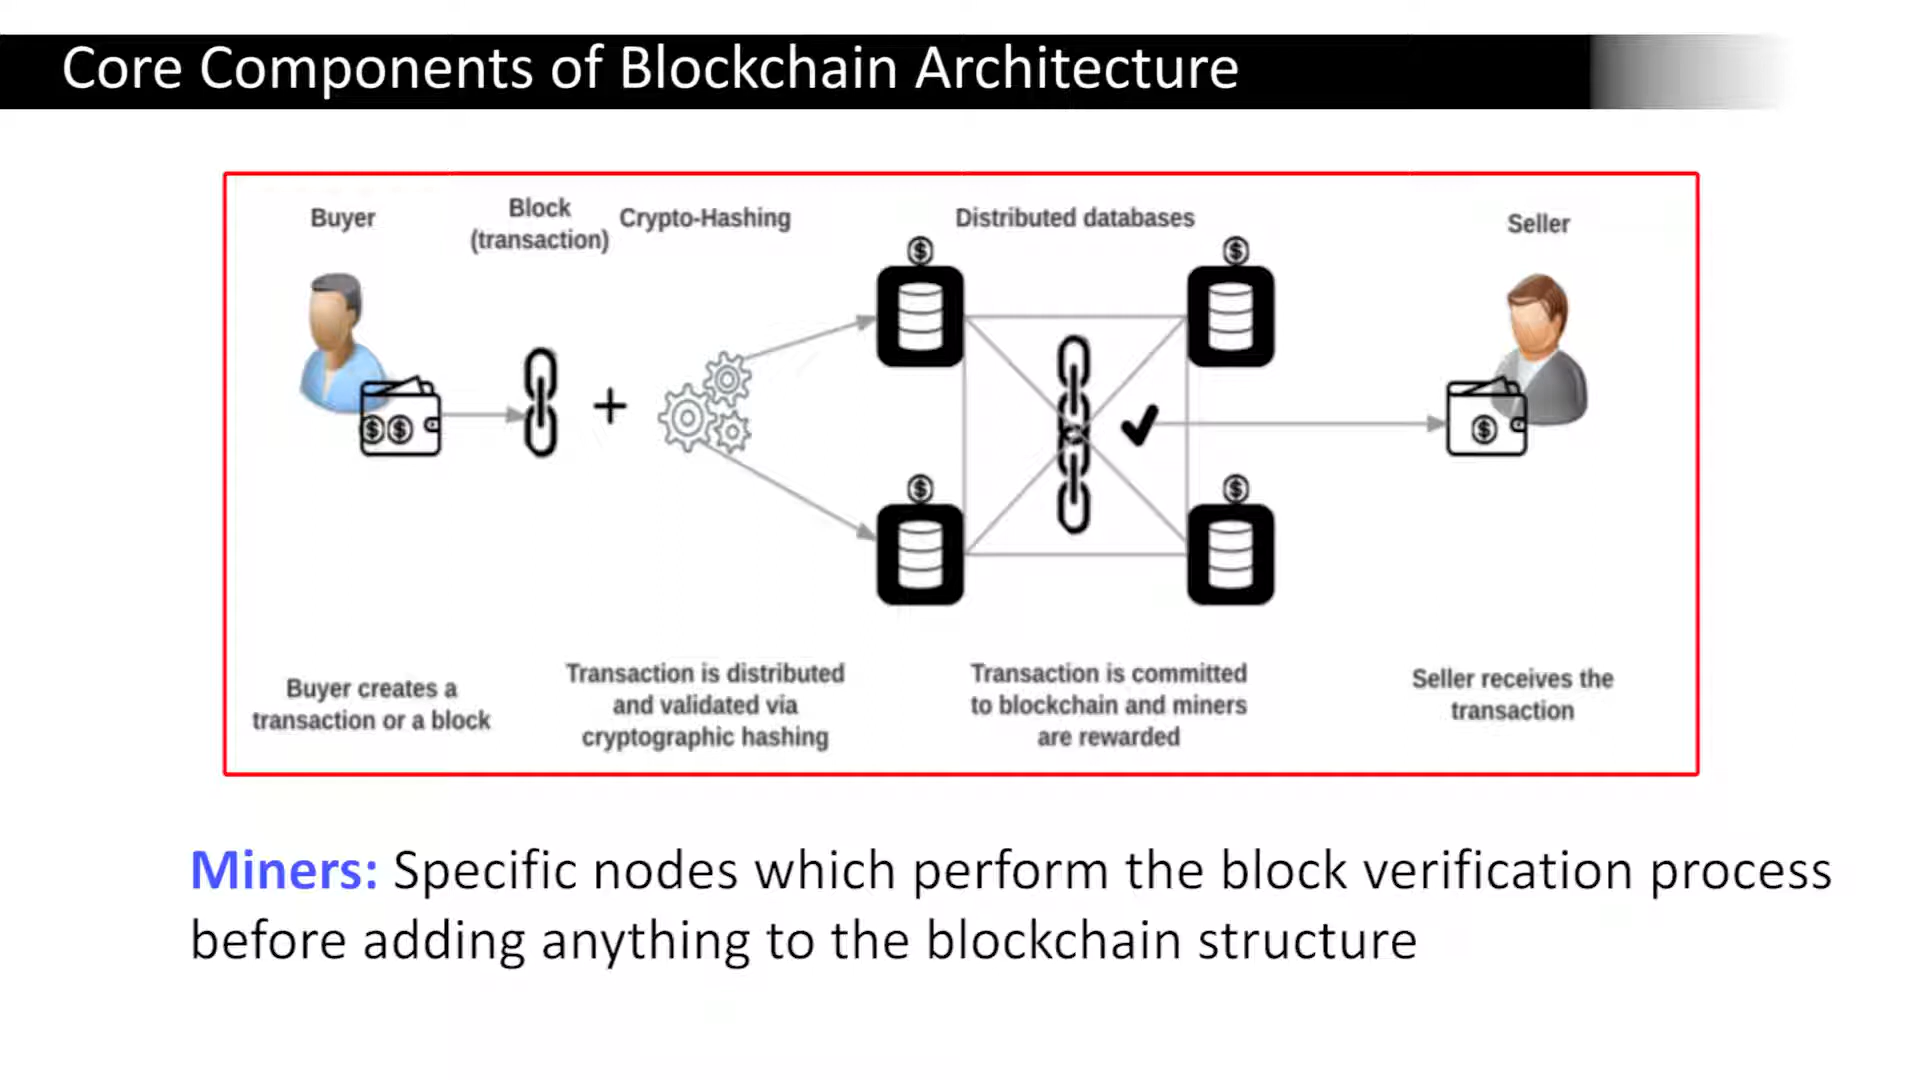 Core Components of Blockchain Architecture
Buyer
Block
(transaction)
Crypto-Hashing
Distributed databases
Seller
Buyer creates a
transaction or a block
Transaction is distributed
and validated via
cryptographic hashing
Transaction is committed
to blockchain and miners
are rewarded
Seller receives the
transaction
Miners: Specific nodes which perform the block verification process
before adding anything to the blockchain structure